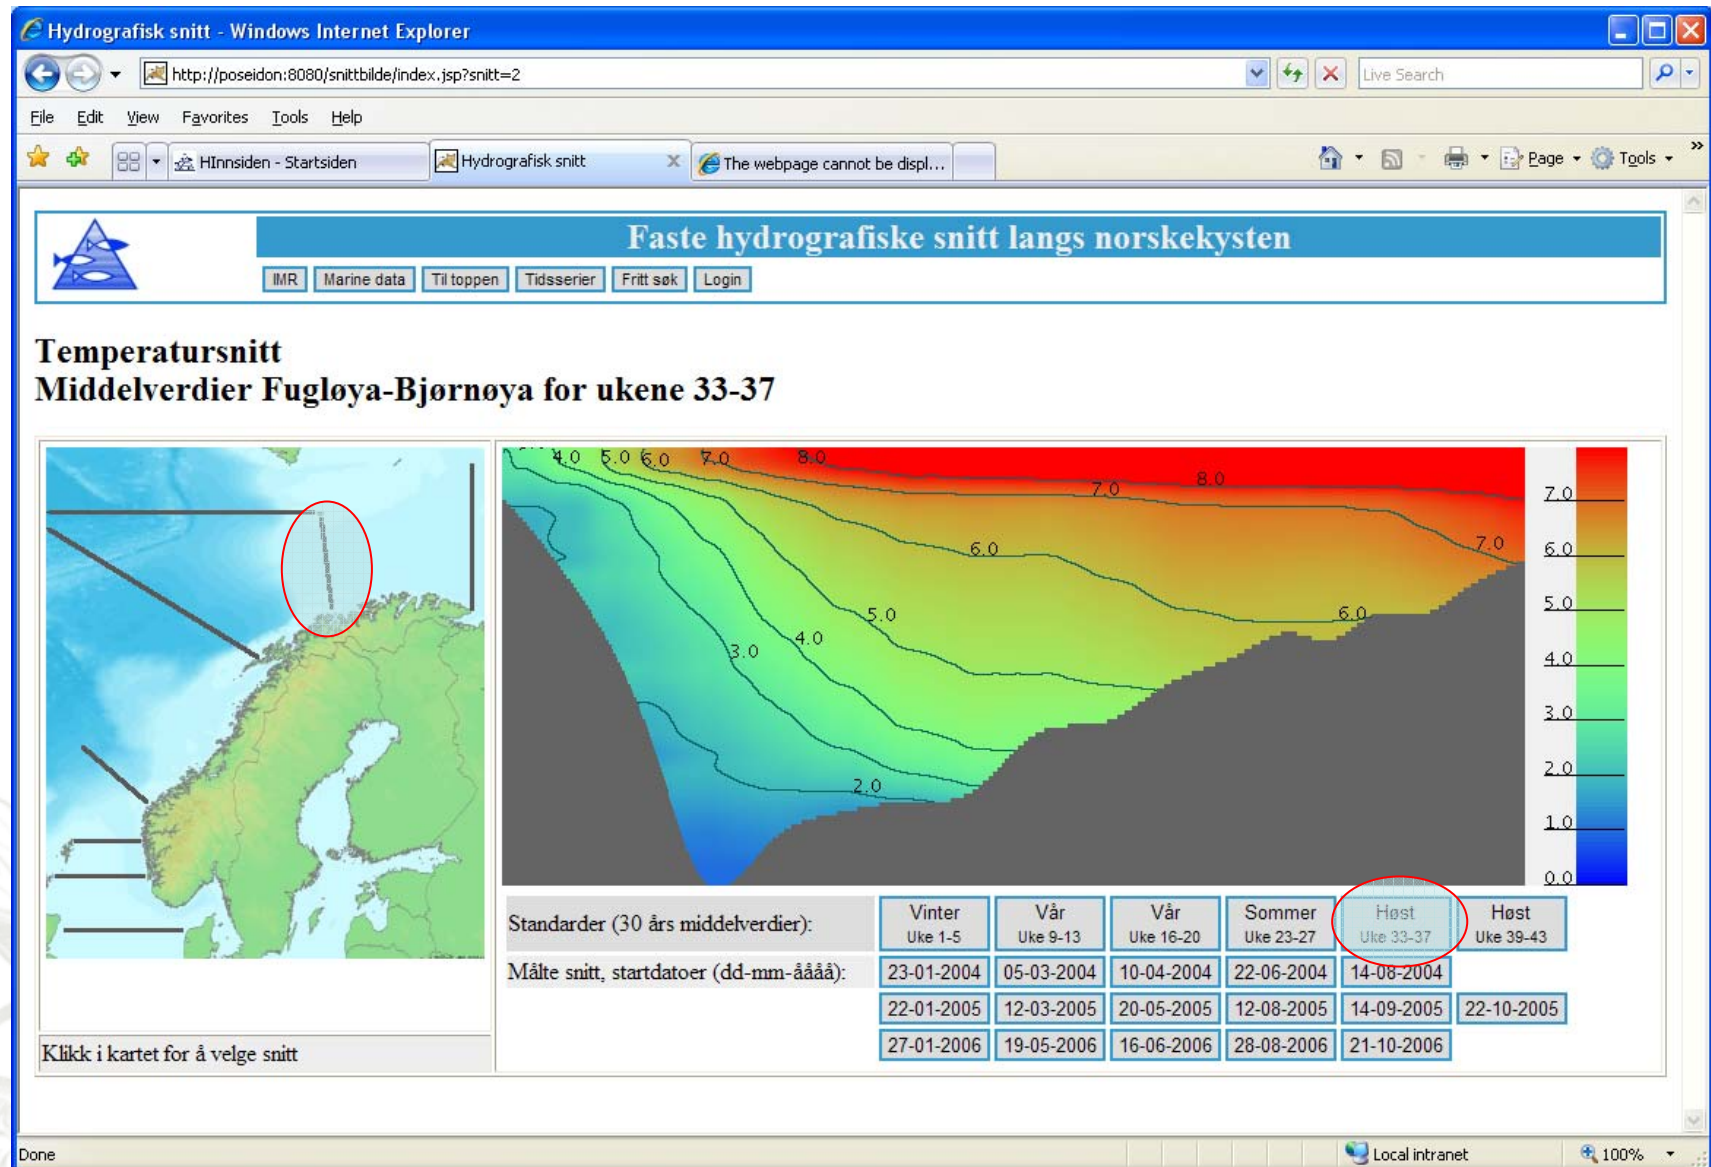 Hydrografisk snitt - Windows Internet Explorer
http://poseidon:8080/snittbilde/index.jsp?snitt=2
Live Search
File Edit View Favorites Tools Help
HInnsiden - Startsiden
Hydrografisk snitt
The webpage cannot be displ...
Page
Tools
Faste hydrografiske snitt langs norskekysten
IMR Marine data Til toppen Tidsserier Fritt søk Login
Temperatursnitt
Middelverdier Fugløya-Bjørnøya for ukene 33-37
4.0 5.0 6.0 7.0 8.0
8.0
7.0
7.0
6.0
6.0
5.0
4.0
3.0
2.0
7.0
6.0
5.0
4.0
3.0
2.0
1.0
0.0
Standarder (30 års middelverdier):
Vinter Vår Vår Sommer Høst Høst
Uke 1-5 Uke 9-13 Uke 16-20 Uke 23-27 Uke 33-37 Uke 39-43
Målte snitt, startdatoer (dd-mm-åååå): 23-01-2004 05-03-2004 10-04-2004 22-06-2004 14-08-2004
22-01-2005 12-03-2005 20-05-2005 12-08-2005 14-09-2005 22-10-2005
27-01-2006 19-05-2006 16-06-2006 28-08-2006 21-10-2006
Klikk i kartet for å velge snitt
Done
Local intranet
100%